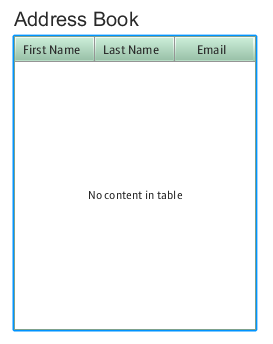 Address Book
First Name Last Name Email
No content in table